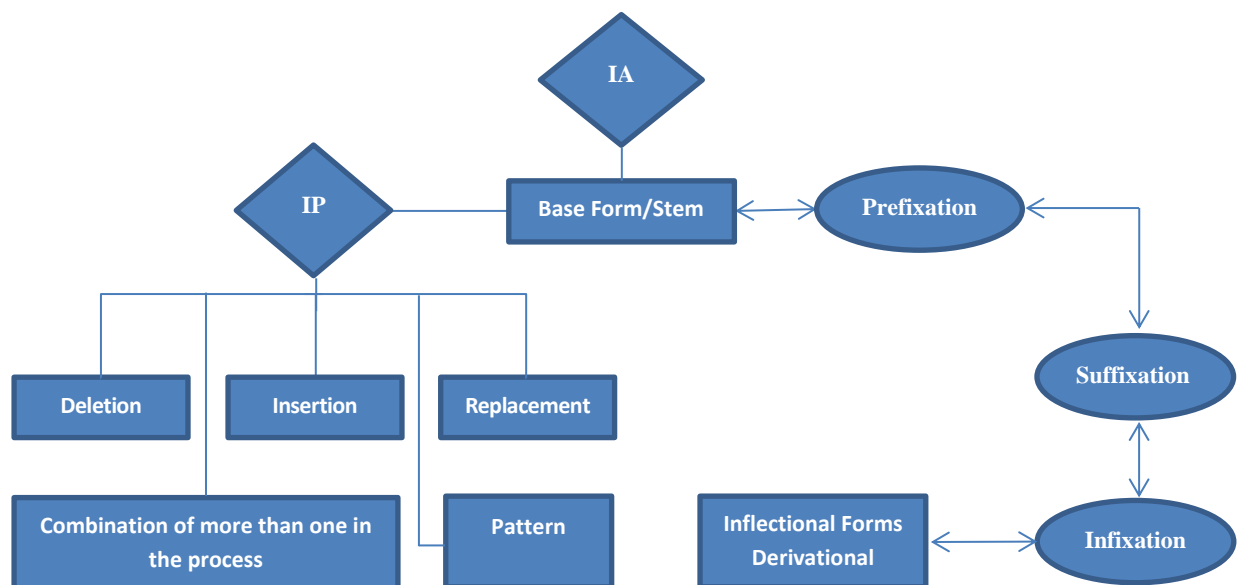 IA
IP
Base Form/Stem
Prefixation
Suffixation
Deletion
Insertion
Replacement
Combination of more than one in
the process
Pattern
Inflectional Forms
Derivational
Infixation